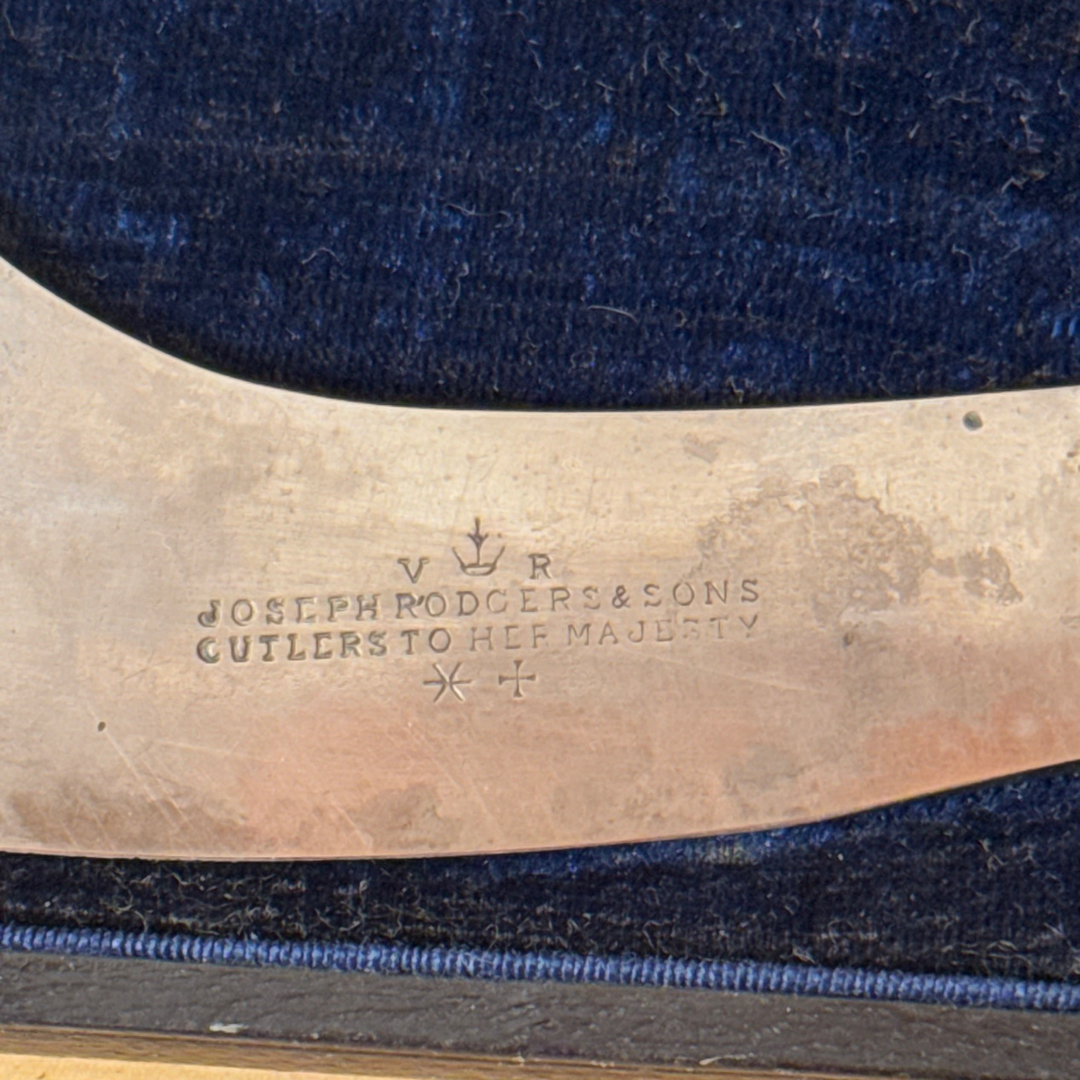 V R
JOSEPH RODGERS & SONS
CUTLERS TO HER MAJESTY